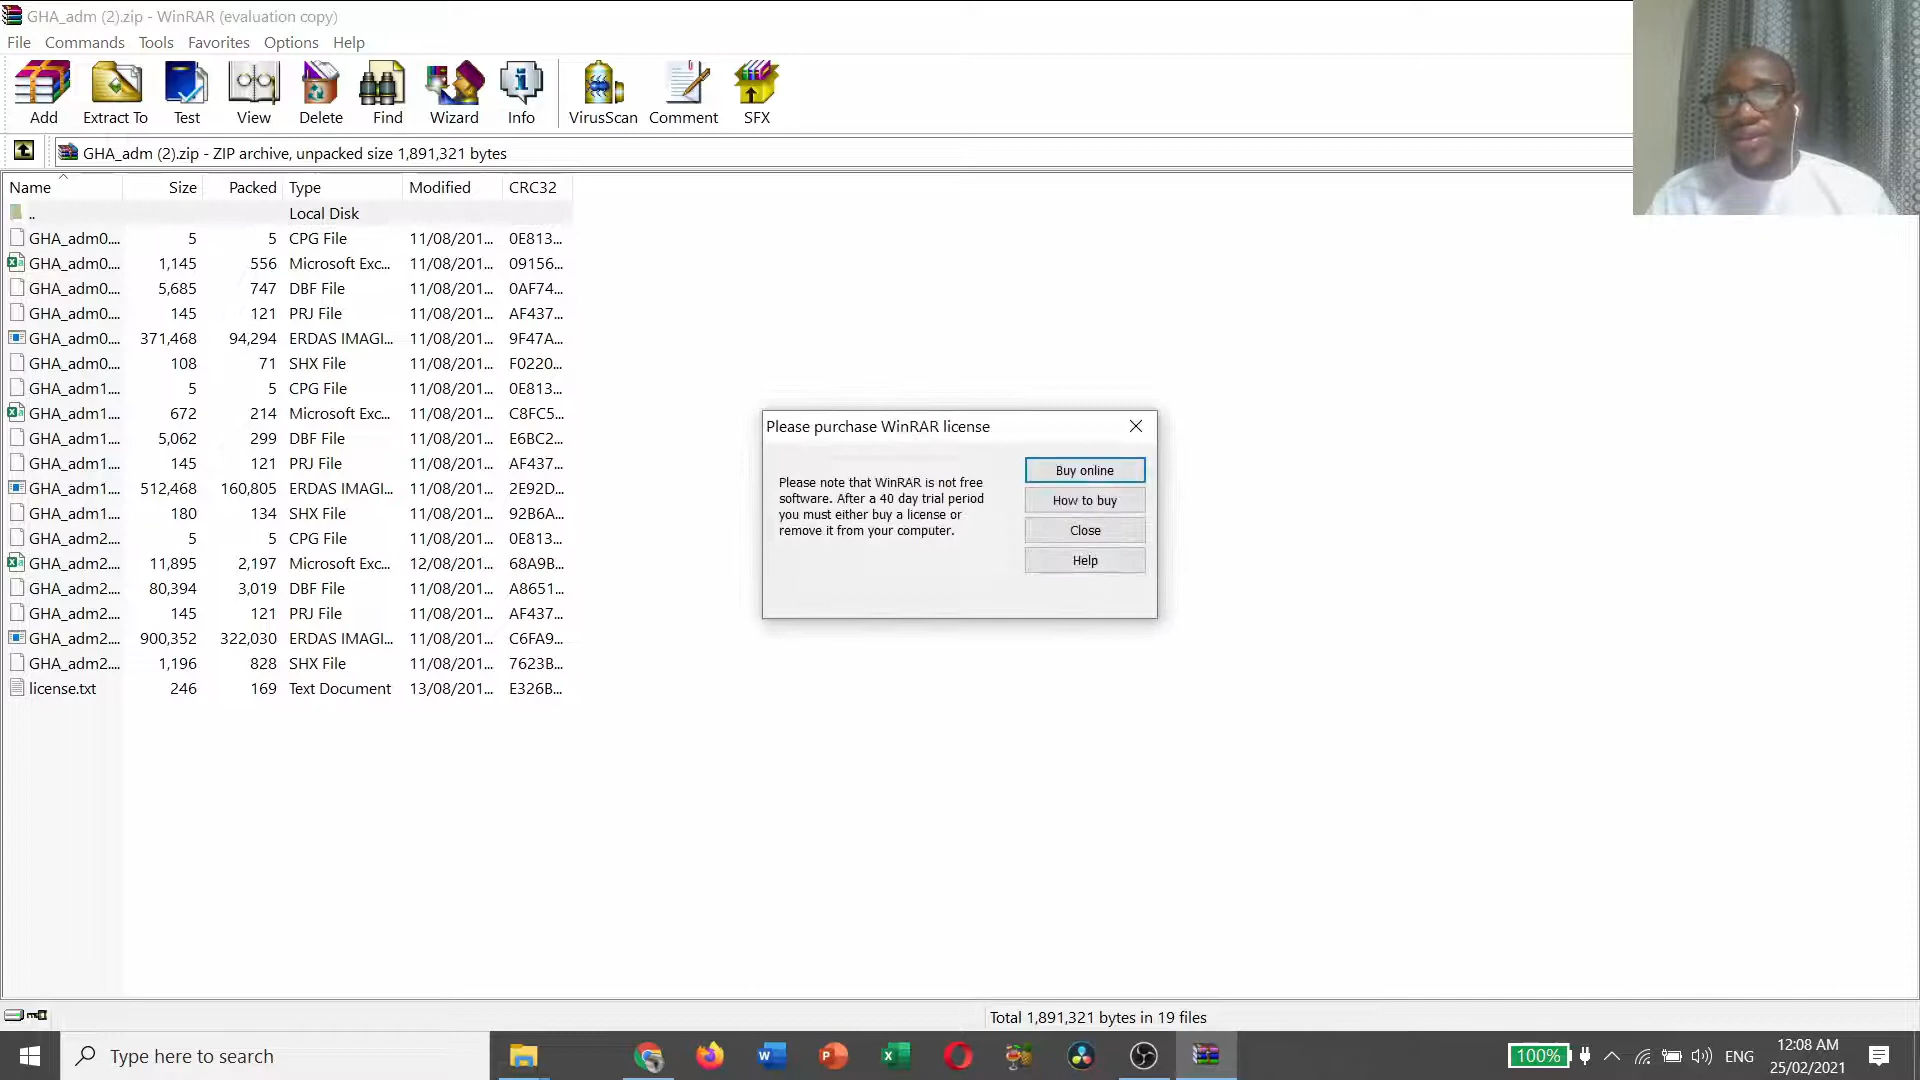 GHA_adm (2).zip - WinRAR (evaluation copy)
File Commands Tools Favorites Options Help
Add Extract To Test View Delete Find Wizard Info VirusScan Comment SFX
GHA_adm (2).zip - ZIP archive, unpacked size 1,891,321 bytes
Name Size Packed Type Modified CRC32
.. Local Disk
GHA_adm0.... 5 5 CPG File 11/08/201... 0E813...
GHA_adm0.... 1,145 556 Microsoft Exc... 11/08/201... 09156...
GHA_adm0.... 5,685 747 DBF File 11/08/201... 0AF74...
GHA_adm0.... 145 121 PRJ File 11/08/201... AF437...
GHA_adm0.... 371,468 94,294 ERDAS IMAGI... 11/08/201... 9F47A...
GHA_adm0.... 108 71 SHX File 11/08/201... F0220...
GHA_adm1.... 5 5 CPG File 11/08/201... 0E813...
GHA_adm1.... 672 214 Microsoft Exc... 11/08/201... C8FC5...
GHA_adm1.... 5,062 299 DBF File 11/08/201... E6BC2...
GHA_adm1.... 145 121 PRJ File 11/08/201... AF437...
GHA_adm1.... 512,468 160,805 ERDAS IMAGI... 11/08/201... 2E92D...
GHA_adm1.... 180 134 SHX File 11/08/201... 92B6A...
GHA_adm2.... 5 5 CPG File 11/08/201... 0E813...
GHA_adm2.... 11,895 2,197 Microsoft Exc... 12/08/201... 68A9B...
GHA_adm2.... 80,394 3,019 DBF File 11/08/201... A8651...
GHA_adm2.... 145 121 PRJ File 11/08/201... AF437...
GHA_adm2.... 900,352 322,030 ERDAS IMAGI... 11/08/201... C6FA9...
GHA_adm2.... 1,196 828 SHX File 11/08/201... 7623B...
license.txt 246 169 Text Document 13/08/201... E326B...
Please purchase WinRAR license
Please note that WinRAR is not free
software. After a 40 day trial period
you must either buy a license or
remove it from your computer.
Buy online
How to buy
Close
Help
Total 1,891,321 bytes in 19 files
Type here to search
100%
ENG
12:08 AM
25/02/2021